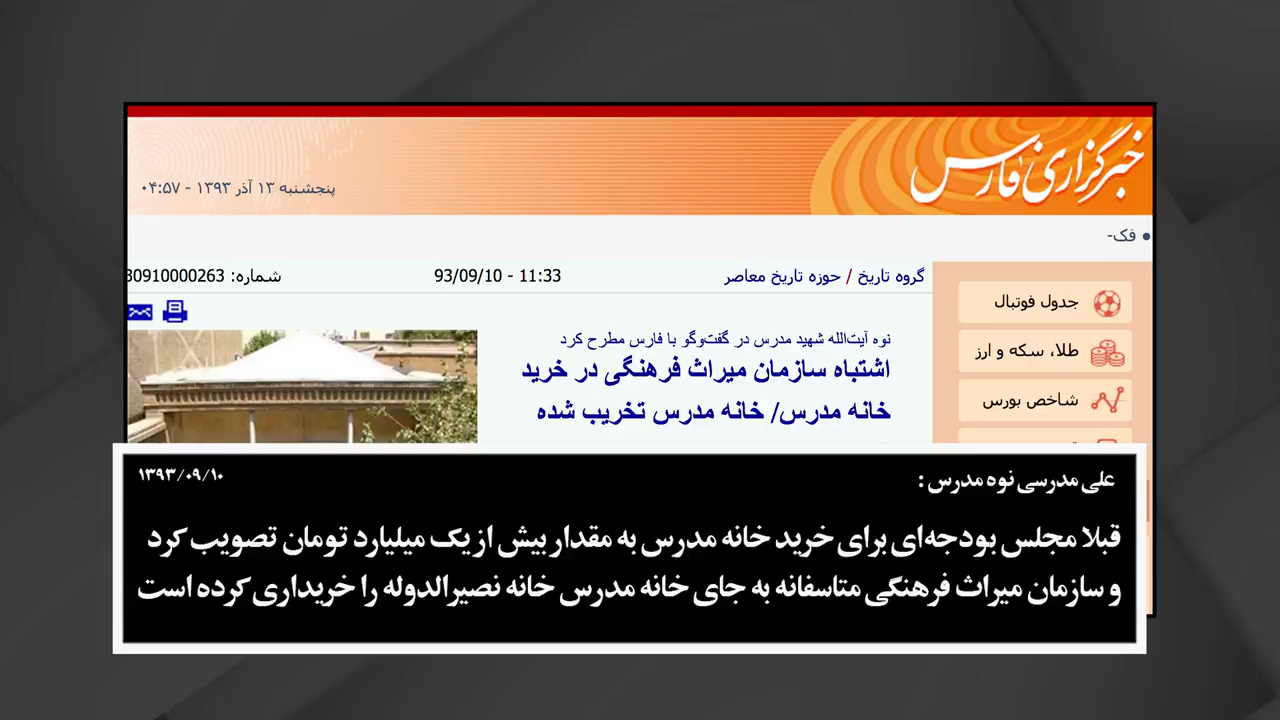 خبرگزاری فارس
پنجشنبه ۱۳ آذر ۱۳۹۳ - ۰۴:۵۷
فک-
گروه تاریخ / حوزه تاریخ معاصر
93/09/10 - 11:33
شماره: 30910000263
جدول فوتبال
طلا، سکه و ارز
شاخص بورس
نوه آیت‌الله شهید مدرس در گفت‌وگو با فارس مطرح کرد
اشتباه سازمان میراث فرهنگی در خرید
خانه مدرس/ خانه مدرس تخریب شده
علی مدرسی نوه مدرس :
۱۳۹۳/۰۹/۱۰
قبلا مجلس بودجه‌ای برای خرید خانه مدرس به مقدار بیش از یک میلیارد تومان تصویب کرد
و سازمان میراث فرهنگی متاسفانه به جای خانه مدرس خانه نصیرالدوله را خریداری کرده است